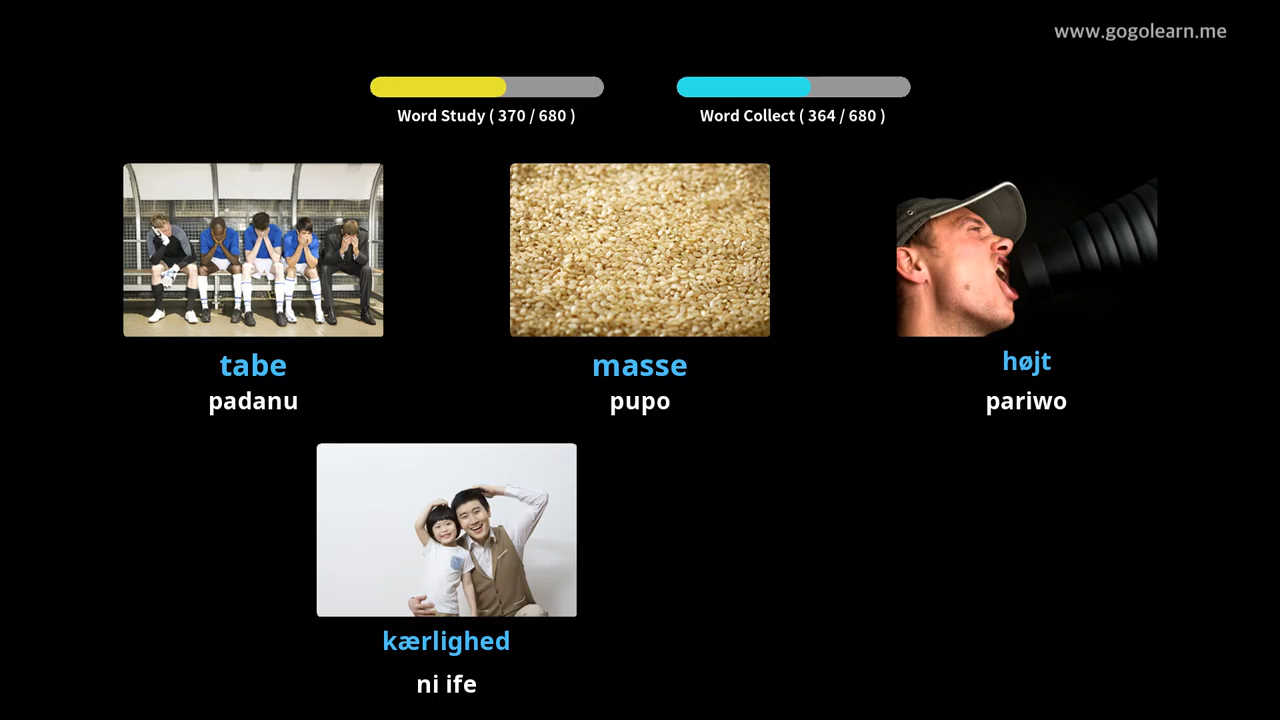 www.gogolearn.me
Word Study ( 370 / 680 )
Word Collect ( 364 / 680 )
tabe
padanu
masse
pupo
højt
pariwo
kærlighed
ni ife